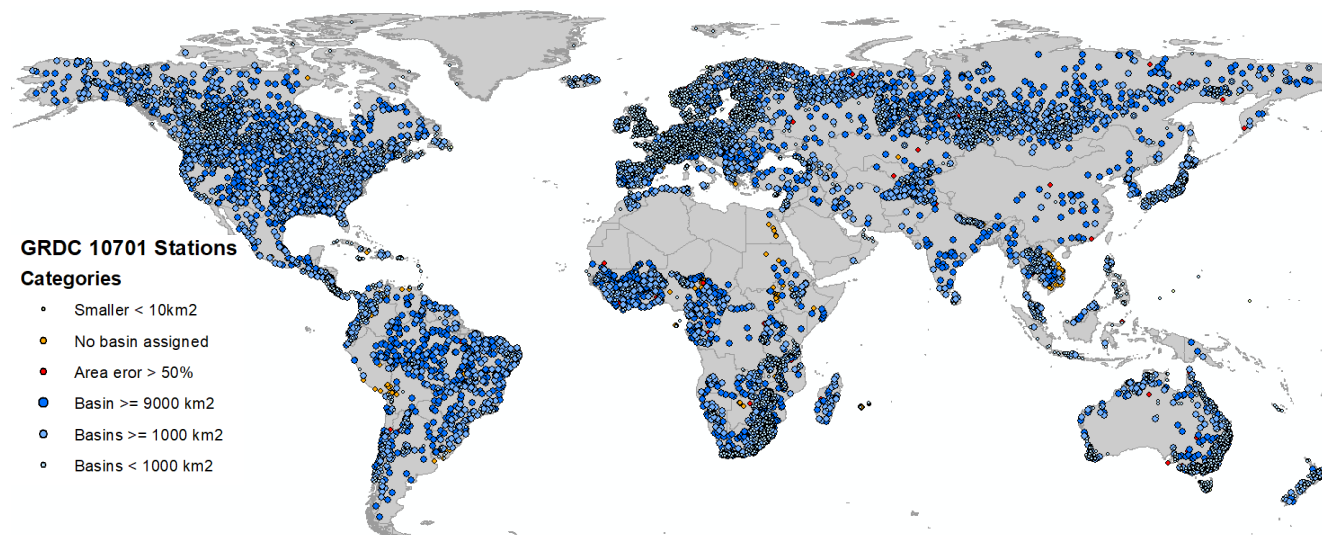 GRDC 10701 Stations
Categories
Smaller < 10km2
No basin assigned
Area eror > 50%
Basin >= 9000 km2
Basins >= 1000 km2
Basins < 1000 km2